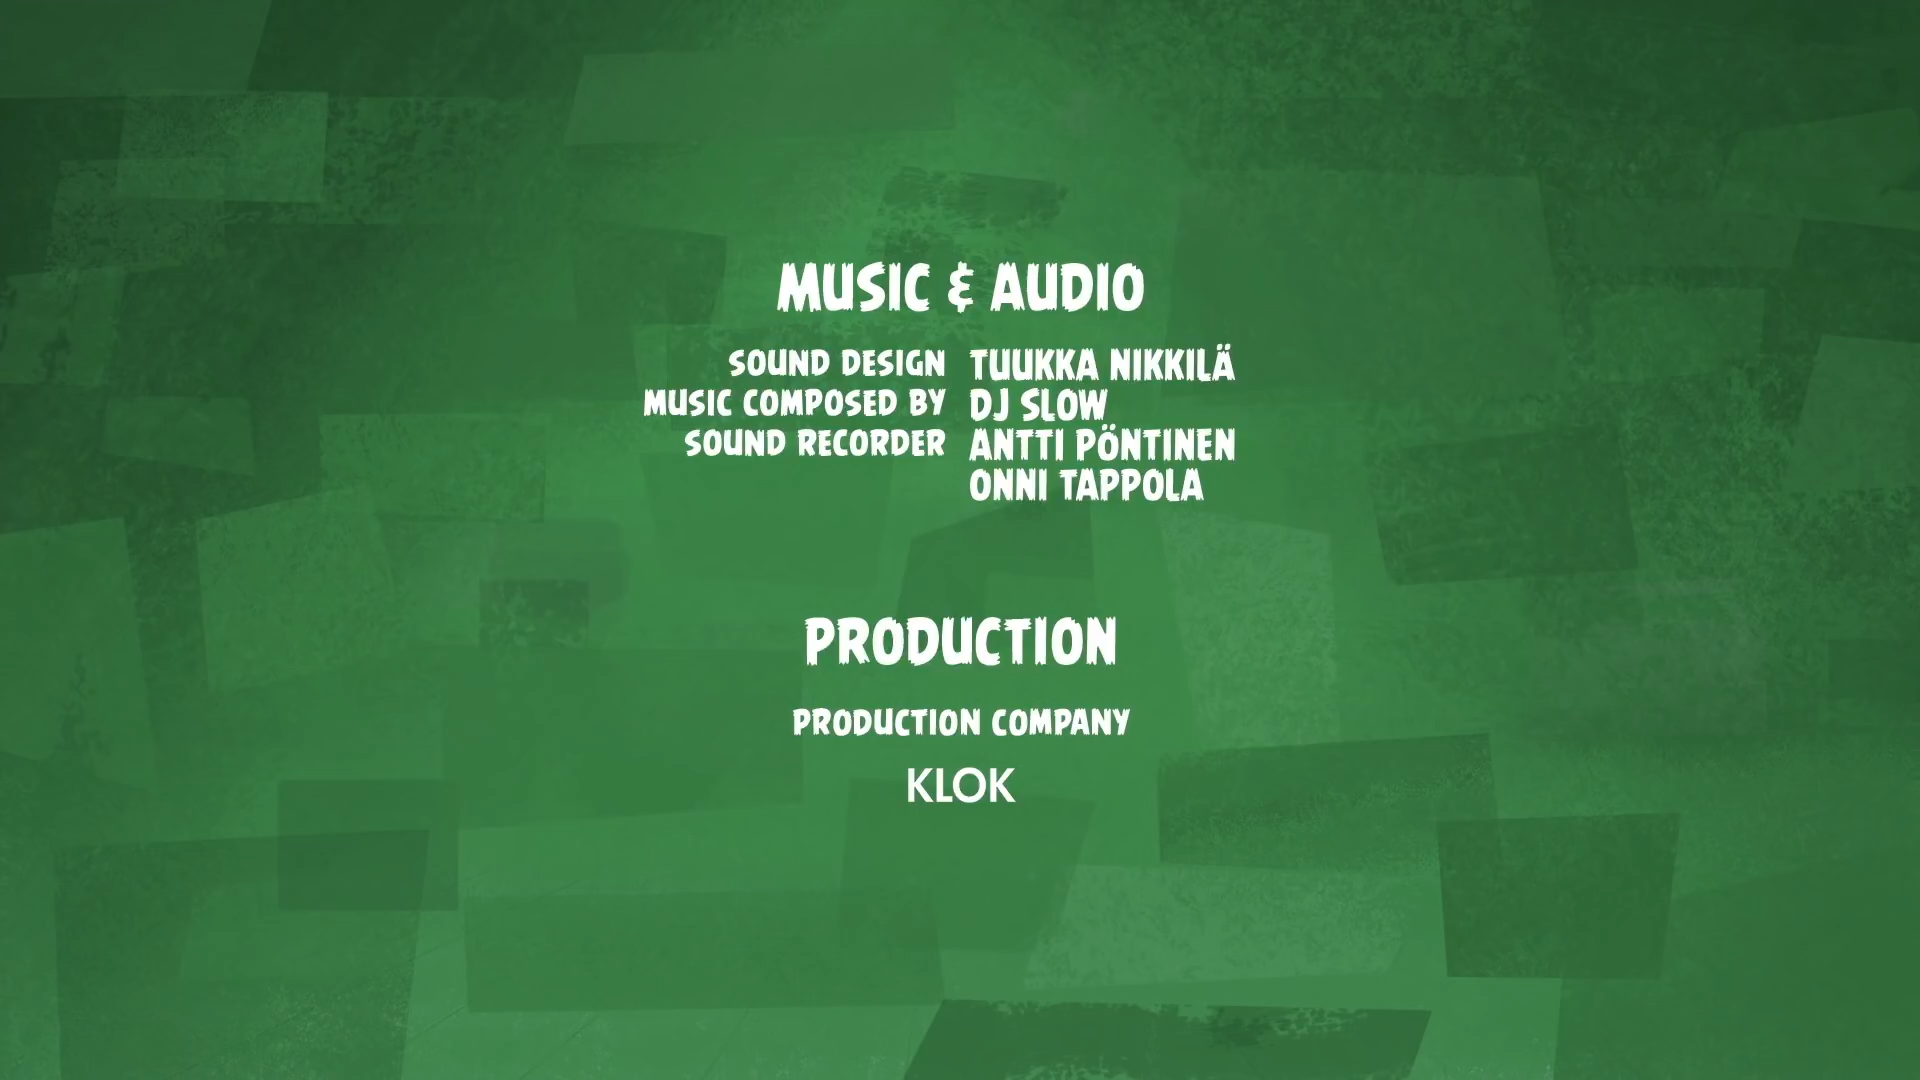 MUSIC & AUDIO
SOUND DESIGN TUUKKA NIKKILÄ
MUSIC COMPOSED BY DJ SLOW
SOUND RECORDER ANTTI PÖNTINEN
ONNI TAPPOLA
PRODUCTION
PRODUCTION COMPANY
KLOK